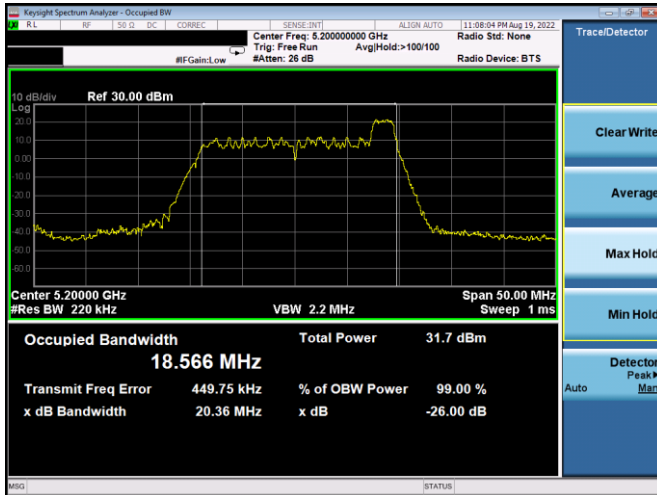 Keysight Spectrum Analyzer - Occupied BW
RL RF 50 Ω DC CORREC SENSE:INT ALIGN AUTO 11:08:04 PM Aug 19, 2022
Center Freq: 5.200000000 GHz Radio Std: None
Trig: Free Run Avg|Hold:>100/100
#IFGain:Low #Atten: 26 dB Radio Device: BTS
10 dB/div Ref 30.00 dBm
Log
20.0
10.0
0.00
-10.0
-20.0
-30.0
-40.0
-50.0
-60.0
Center 5.20000 GHz Span 50.00 MHz
#Res BW 220 kHz VBW 2.2 MHz Sweep 1 ms
Occupied Bandwidth Total Power 31.7 dBm
18.566 MHz
Transmit Freq Error 449.75 kHz % of OBW Power 99.00 %
x dB Bandwidth 20.36 MHz x dB -26.00 dB
MSG STATUS
Trace/Detector
Clear Write
Average
Max Hold
Min Hold
Detector
Peak
Auto Man